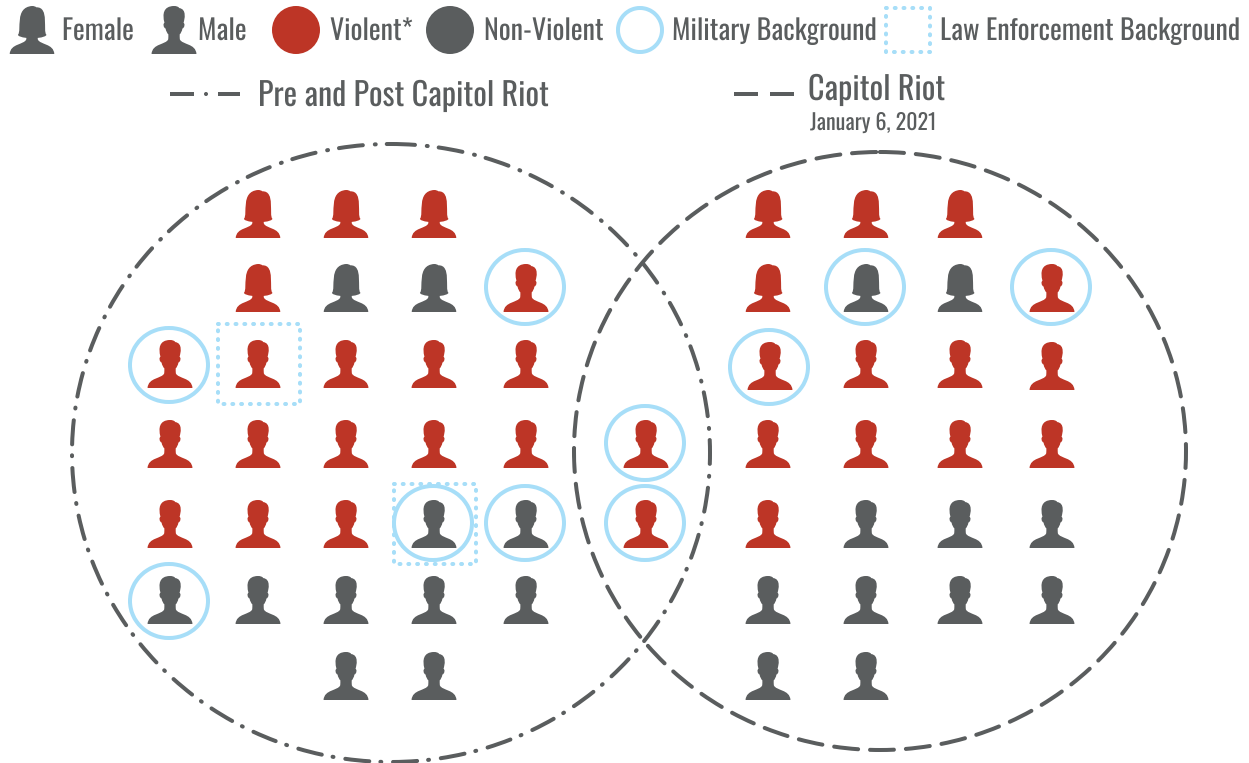 Female Male Violent* Non-Violent Military Background Law Enforcement Background
Pre and Post Capitol Riot
Capitol Riot
January 6, 2021